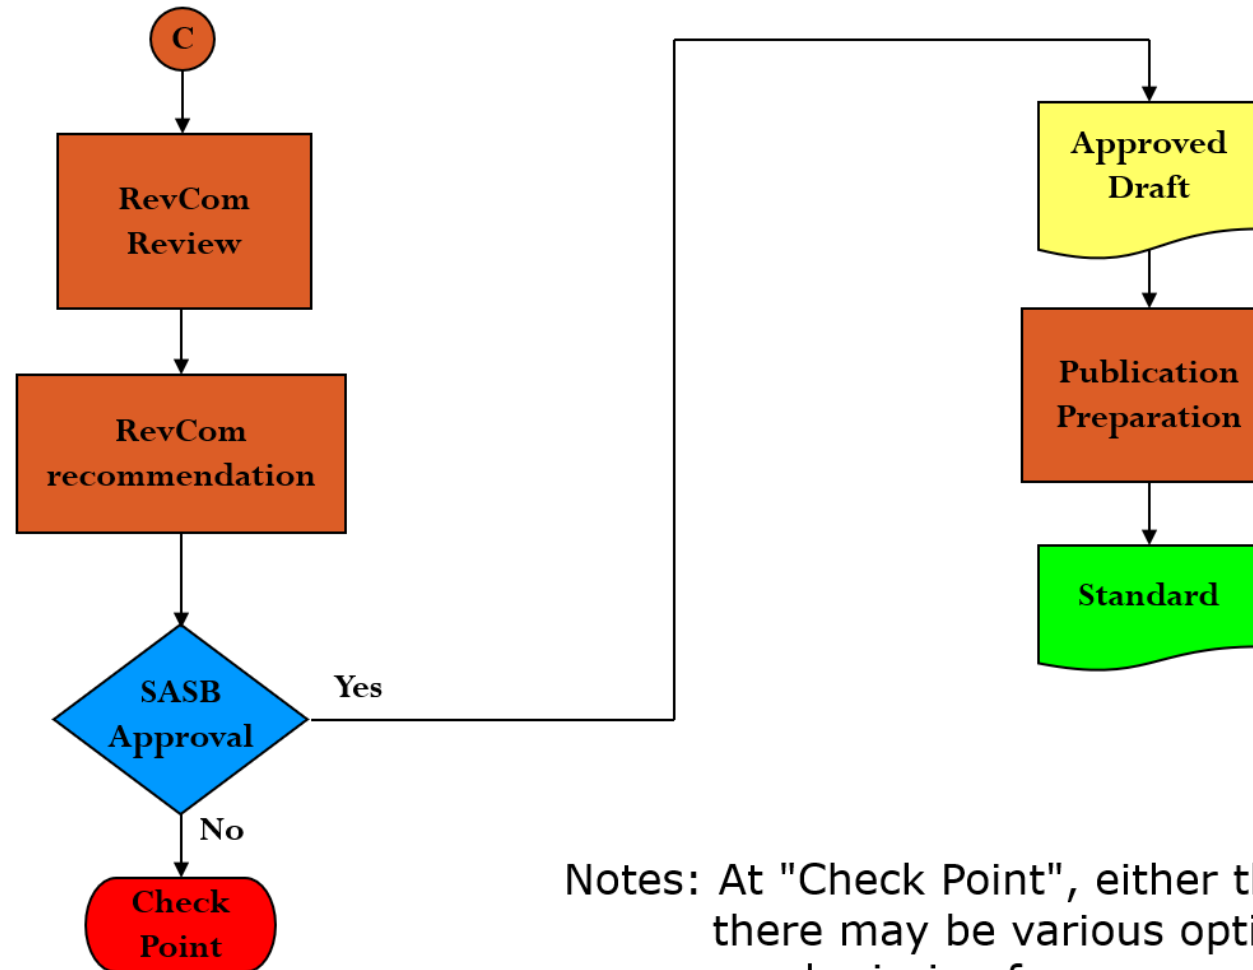 C
RevCom
Review
RevCom
recommendation
SASB
Approval
Yes
No
Check
Point
Approved
Draft
Publication
Preparation
Standard
Notes: At "Check Point", either
there may be various